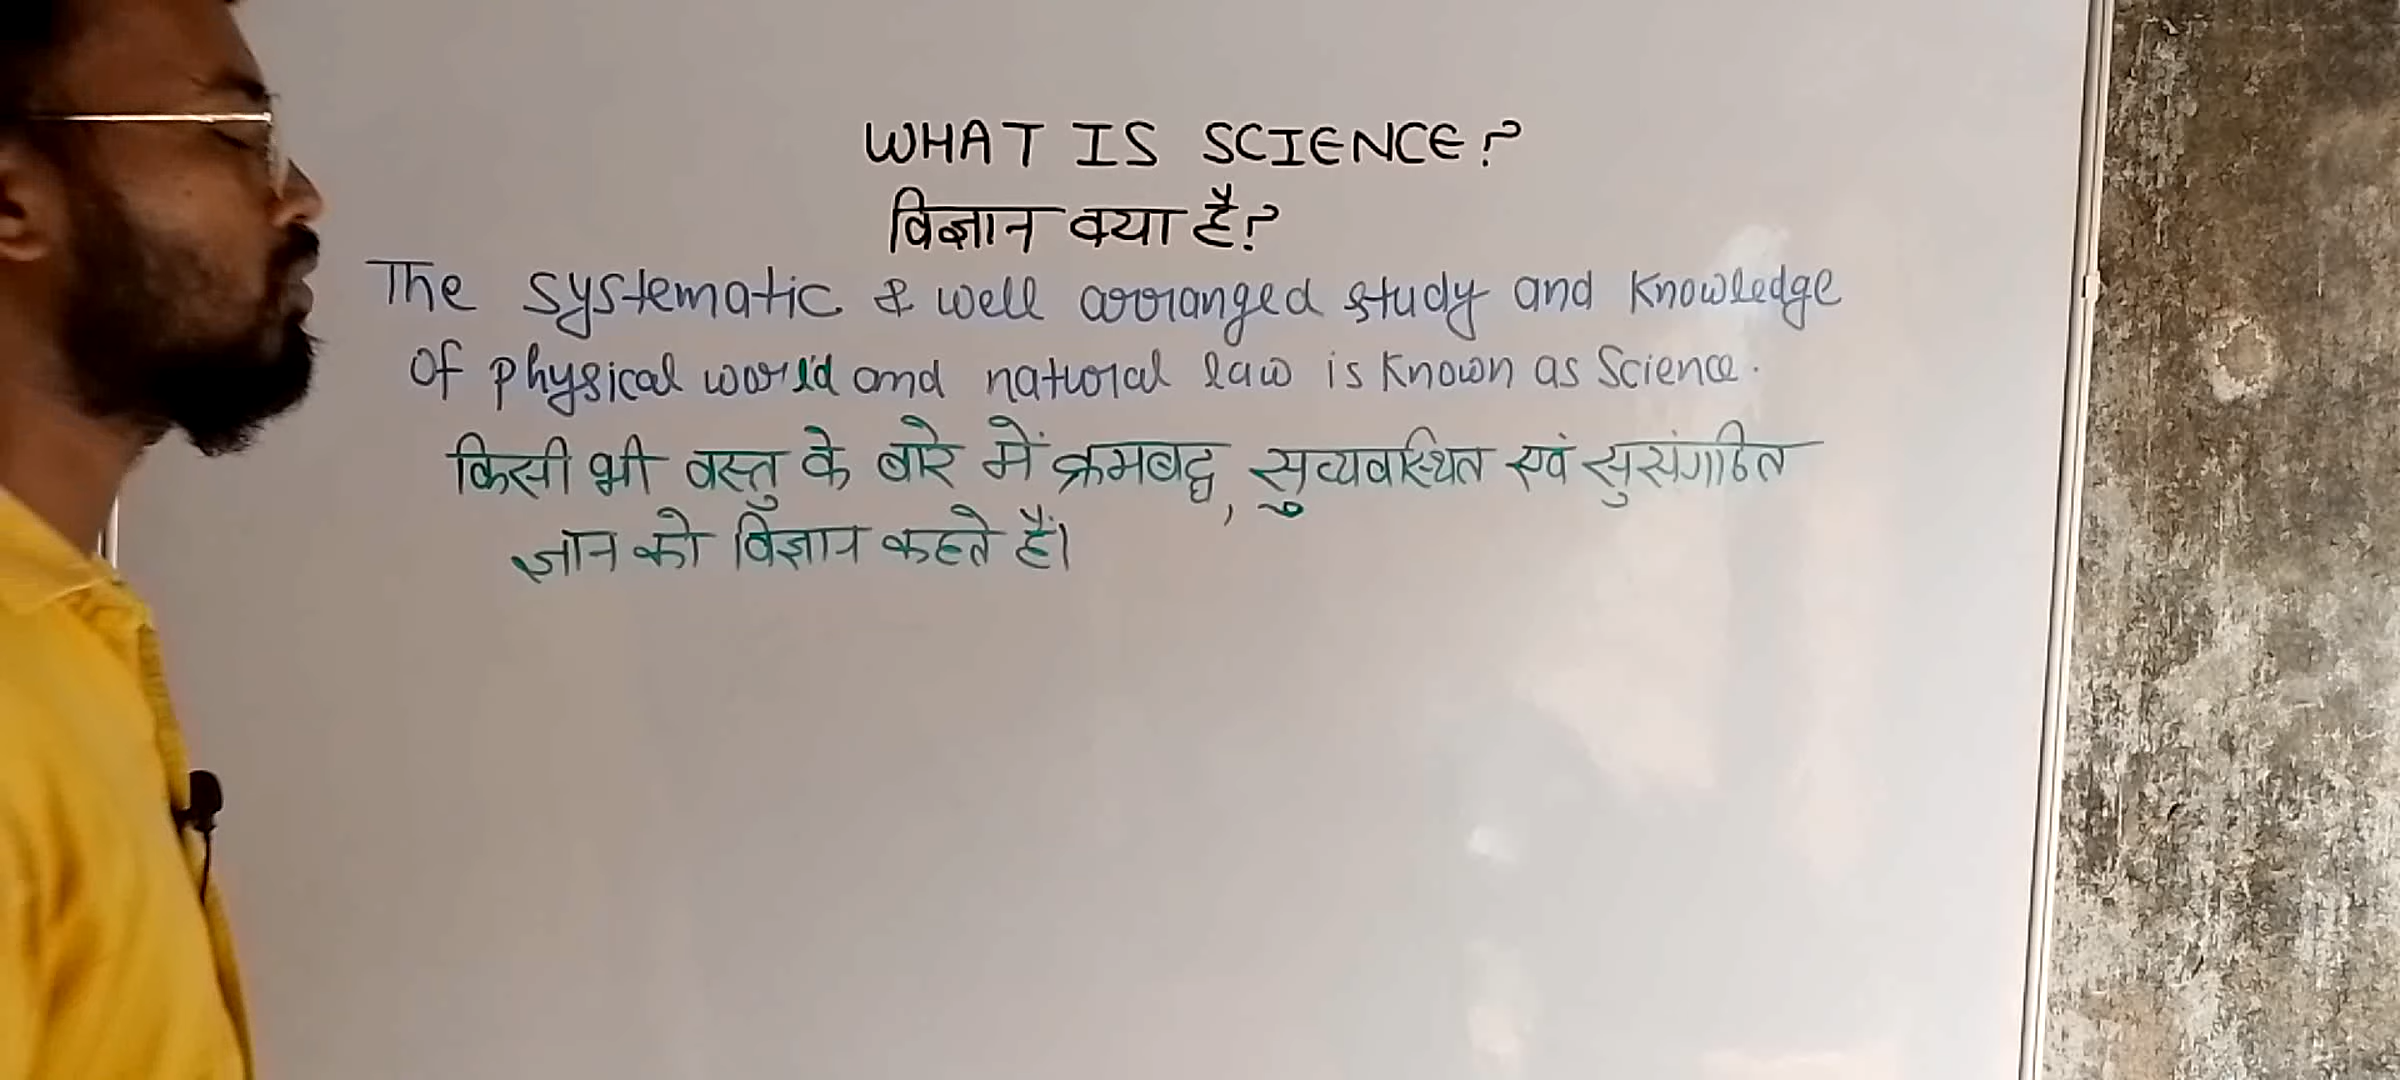 WHAT IS SCIENCE?
विज्ञान क्या है?
The systematic & well arranged study and Knowledge
of physical world and natural law is Known as Science.
किसी भी वस्तु के बारे में क्रमबद्ध, सुव्यवस्थित एवं सुसंगठित
ज्ञान को विज्ञान कहते हैं।